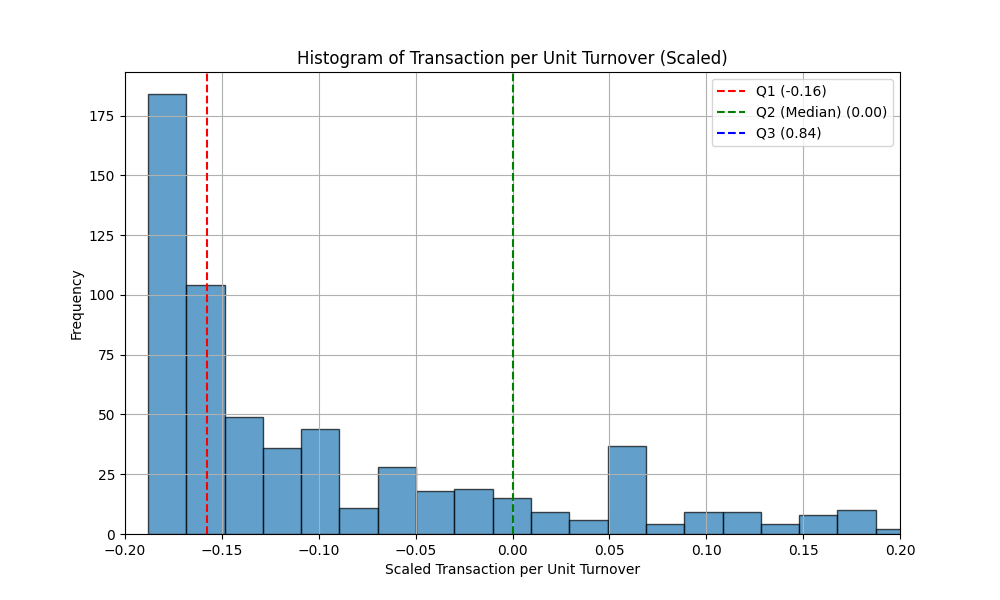 Histogram of Transaction per Unit Turnover (Scaled)
Q1 (-0.16)
Q2 (Median) (0.00)
Q3 (0.84)
175
150
125
100
75
50
25
0
Frequency
−0.20 −0.15 −0.10 −0.05 0.00 0.05 0.10 0.15 0.20
Scaled Transaction per Unit Turnover